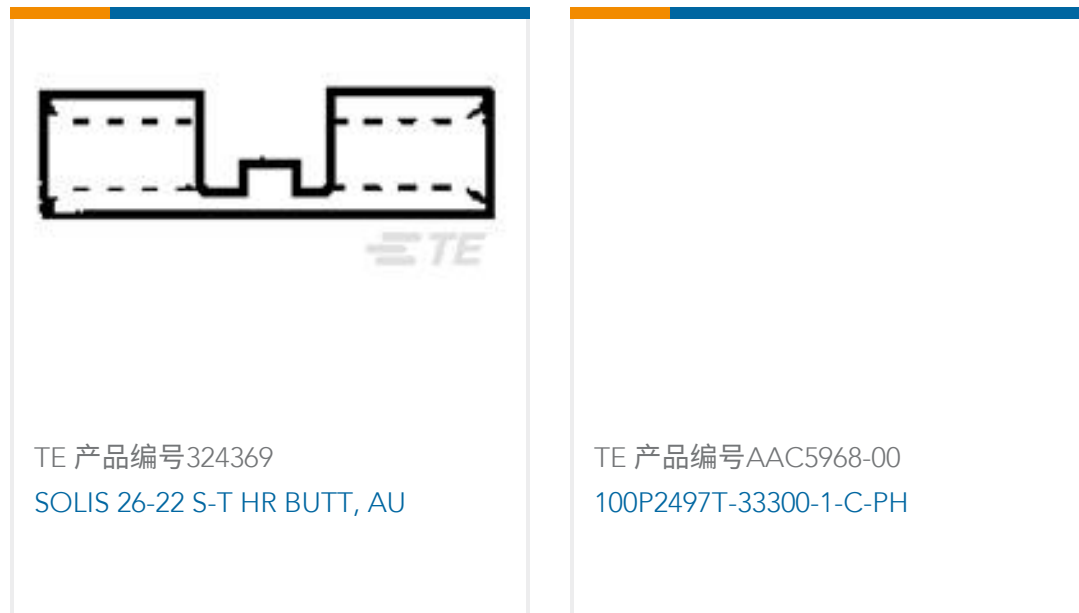 TE
TE 产品编号324369
SOLIS 26-22 S-T HR BUTT, AU
TE 产品编号AAC5968-00
100P2497T-33300-1-C-PH